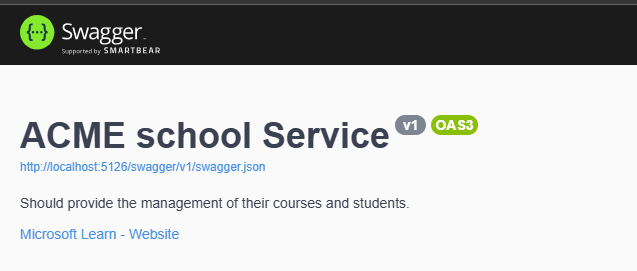 {···} Swagger
Supported by SMARTBEAR
ACME school Service v1 OAS3
http://localhost:5126/swagger/v1/swagger.json
Should provide the management of their courses and students.
Microsoft Learn - Website